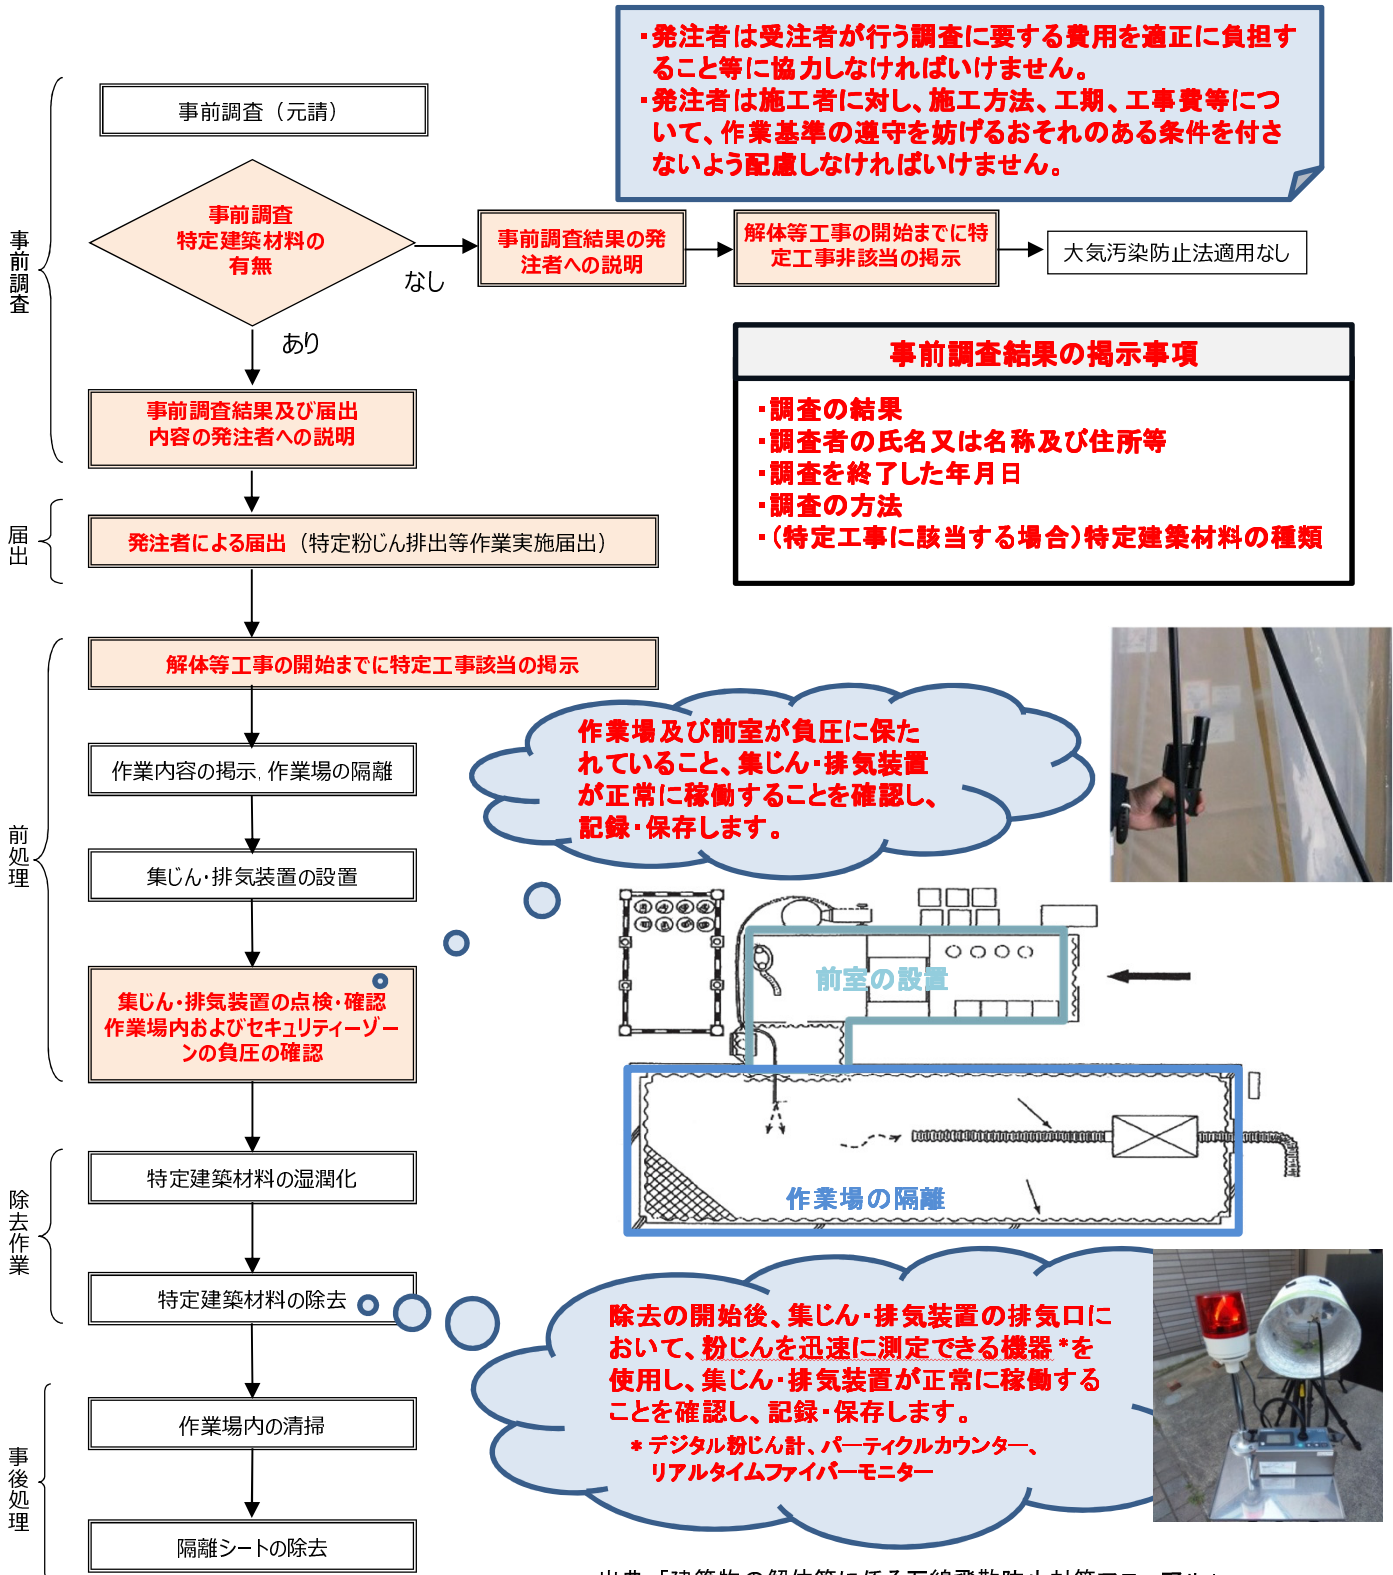 ・発注者は受注者が行う調査に要する費用を適正に負担す
ること等に協力しなければいけません。
・発注者は施工者に対し、施工方法、工期、工事費等につ
いて、作業基準の遵守を妨げるおそれのある条件を付さ
ないよう配慮しなければいけません。
事前調査
事前調査（元請）
事前調査
特定建築材料の
有無
なし
事前調査結果の発
注者への説明
解体等工事の開始までに特
定工事非該当の掲示
大気汚染防止法適用なし
あり
事前調査結果及び届出
内容の発注者への説明
事前調査結果の掲示事項
・調査の結果
・調査者の氏名又は名称及び住所等
・調査を終了した年月日
・調査の方法
・（特定工事に該当する場合）特定建築材料の種類
届出
発注者による届出（特定粉じん排出等作業実施届出）
前処理
解体等工事の開始までに特定工事該当の掲示
作業内容の掲示，作業場の隔離
集じん・排気装置の設置
集じん・排気装置の点検・確認
作業場内およびセキュリティーゾー
ンの負圧の確認
作業場及び前室が負圧に保た
れていること、集じん・排気装置
が正常に稼働することを確認し、
記録・保存します。
前室の設置
作業場の隔離
除去作業
特定建築材料の湿潤化
特定建築材料の除去
除去の開始後、集じん・排気装置の排気口に
おいて、粉じんを迅速に測定できる機器*を
使用し、集じん・排気装置が正常に稼働する
ことを確認し、記録・保存します。
*デジタル粉じん計、パーティクルカウンター、
リアルタイムファイバーモニター
事後処理
作業場内の清掃
隔離シートの除去